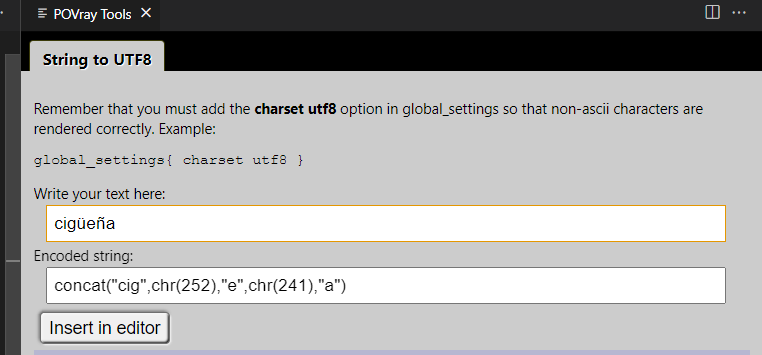 POVray Tools
String to UTF8
Remember that you must add the charset utf8 option in global_settings so that non-ascii characters are
rendered correctly. Example:
global_settings{ charset utf8 }
Write your text here:
cigüeña
Encoded string:
concat("cig",chr(252),"e",chr(241),"a")
Insert in editor